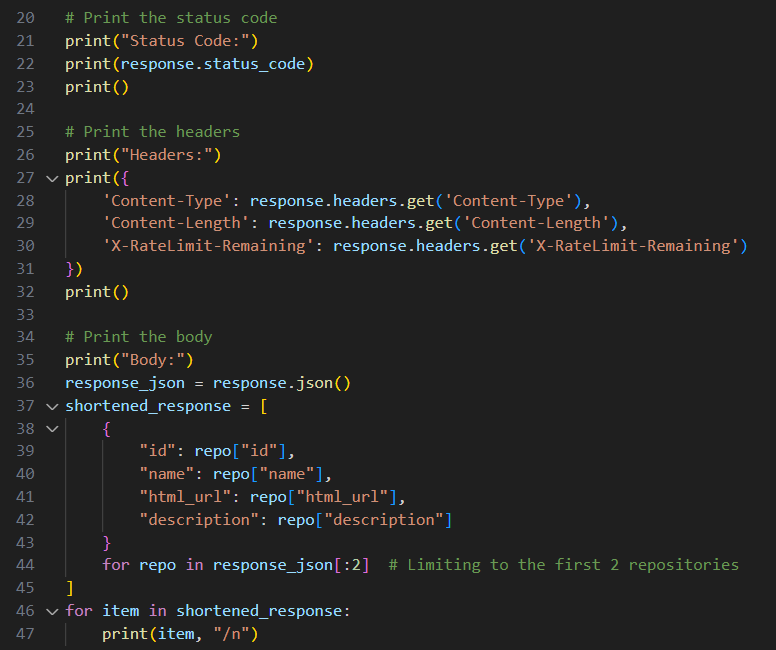 20 # Print the status code
21 print("Status Code:")
22 print(response.status_code)
23 print()
24
25 # Print the headers
26 print("Headers:")
27 print({
28 'Content-Type': response.headers.get('Content-Type'),
29 'Content-Length': response.headers.get('Content-Length'),
30 'X-RateLimit-Remaining': response.headers.get('X-RateLimit-Remaining')
31 })
32 print()
33
34 # Print the body
35 print("Body:")
36 response_json = response.json()
37 shortened_response = [
38 {
39 "id": repo["id"],
40 "name": repo["name"],
41 "html_url": repo["html_url"],
42 "description": repo["description"]
43 }
44 for repo in response_json[:2]  # Limiting to the first 2 repositories
45 ]
46 for item in shortened_response:
47 print(item, "/n")